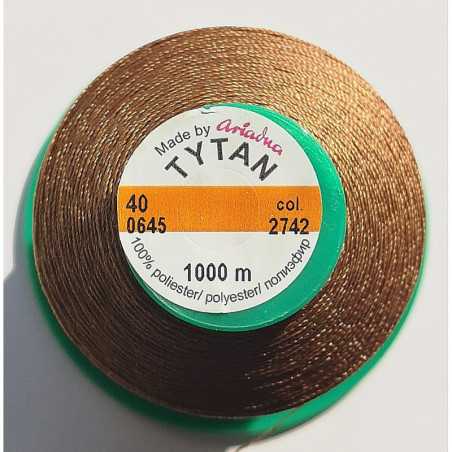 Made by Ariadna
TYTAN
40 col.
0645 2742
1000 m
100% poliester/ polyester/ полиэфир